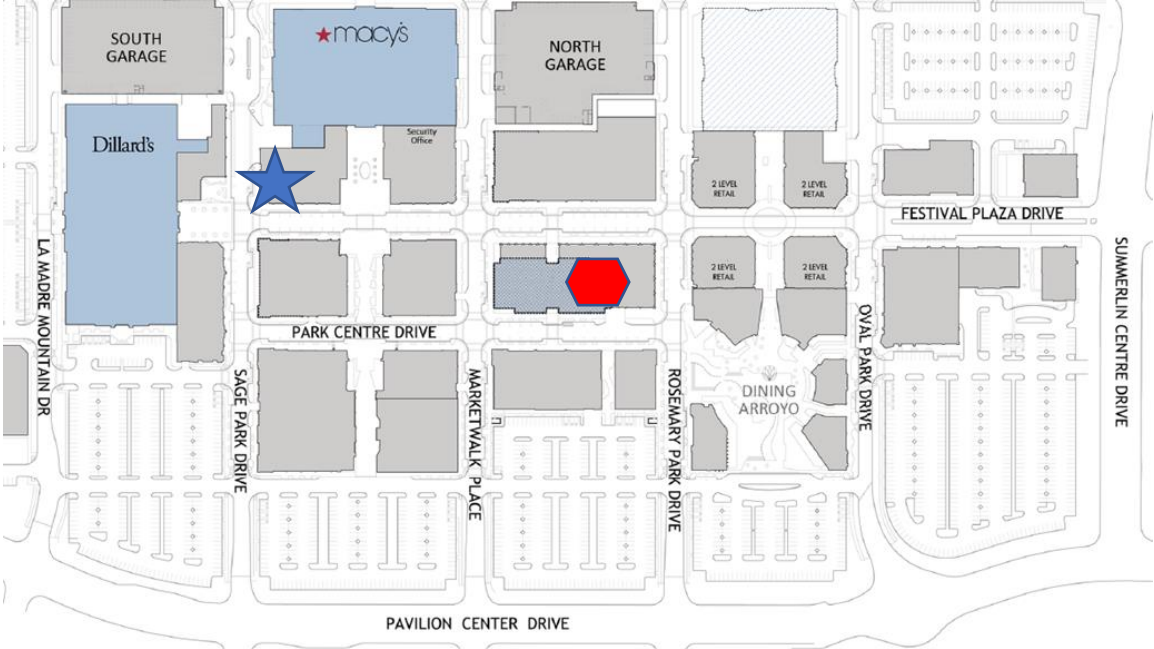 SOUTH
GARAGE
macy's
NORTH
GARAGE
Dillard's
Security
Office
2 LEVEL
RETAIL
2 LEVEL
RETAIL
FESTIVAL PLAZA DRIVE
LA MADRE MOUNTAIN DR
2 LEVEL
RETAIL
2 LEVEL
RETAIL
SUMMERLIN CENTRE DRIVE
PARK CENTRE DRIVE
OVAL PARK DRIVE
SAGE PARK DRIVE
MARKETWALK PLACE
ROSEMARY PARK DRIVE
DINING
ARROYO
PAVILION CENTER DRIVE